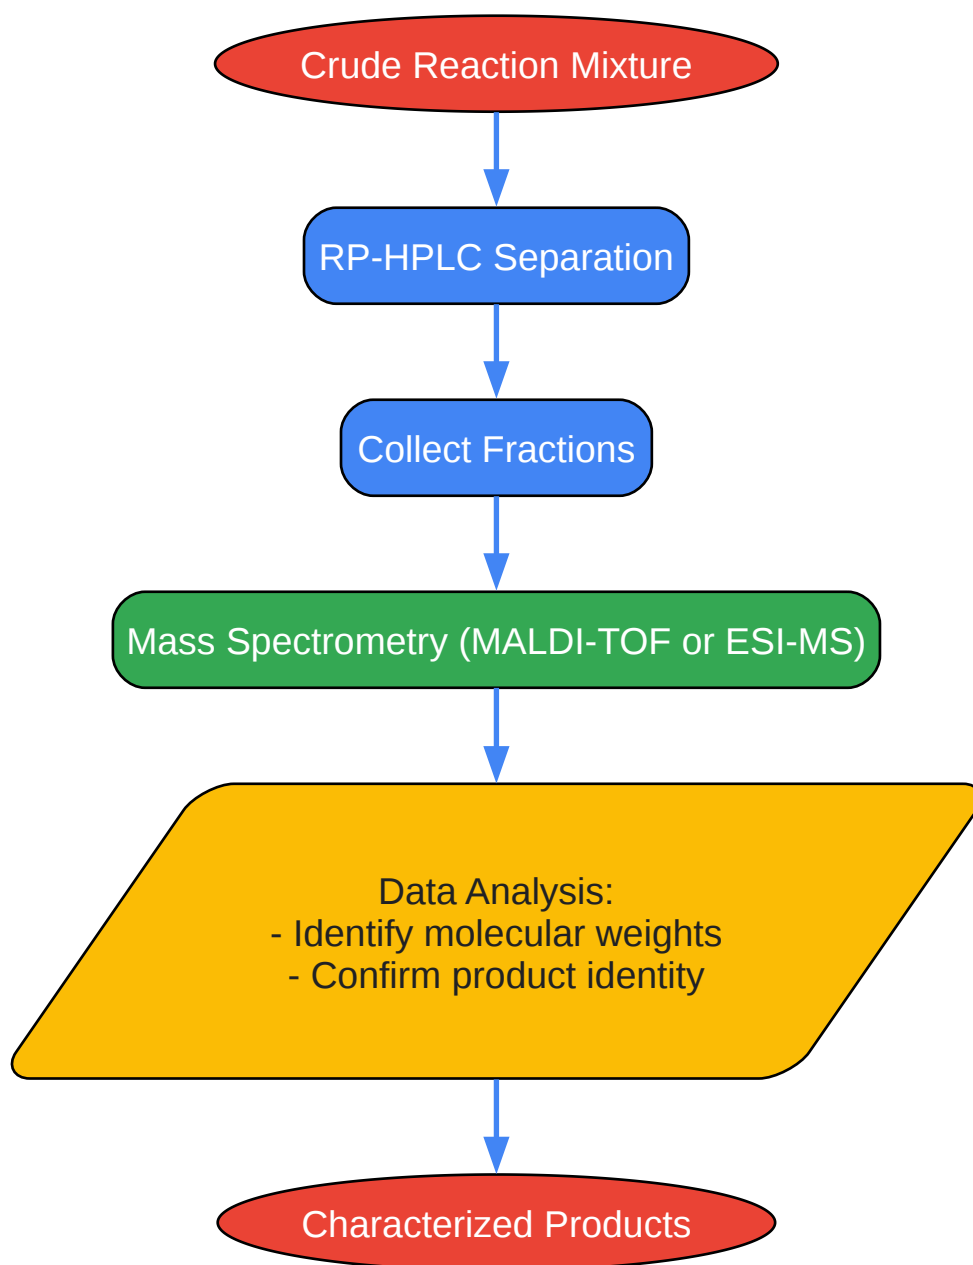 Crude Reaction Mixture
RP-HPLC Separation
Collect Fractions
Mass Spectrometry (MALDI-TOF or ESI-MS)
Data Analysis:
- Identify molecular weights
- Confirm product identity
Characterized Products